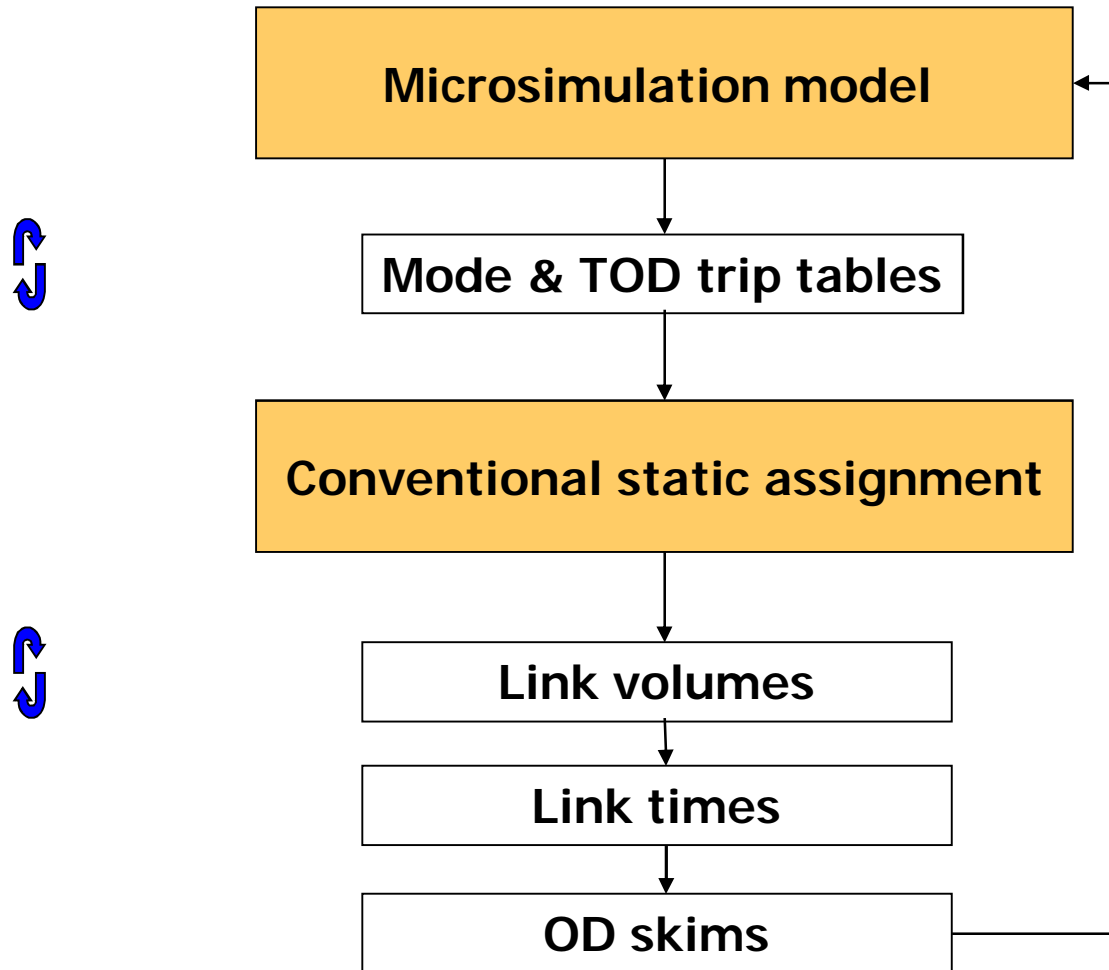 Microsimulation model
Mode & TOD trip tables
Conventional static assignment
Link volumes
Link times
OD skims